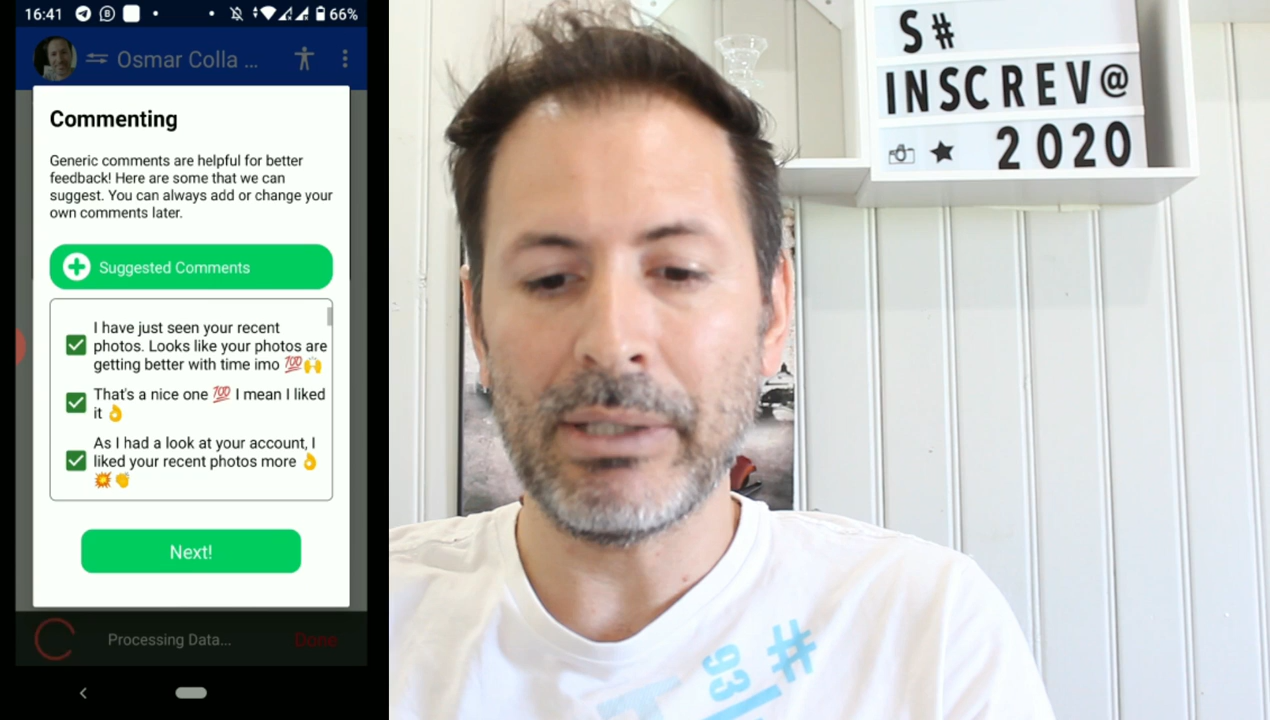 16:41
66%
Osmar Colla ...
Commenting
Generic comments are helpful for better
feedback! Here are some that we can
suggest. You can always add or change your
own comments later.
Suggested Comments
I have just seen your recent
photos. Looks like your photos are
getting better with time imo 💯🙌
That's a nice one 💯 I mean I liked
it 👌
As I had a look at your account, I
liked your recent photos more 👌
💥👏
Next!
Processing Data...
Done
S#
INSCREV@
2020
#
93